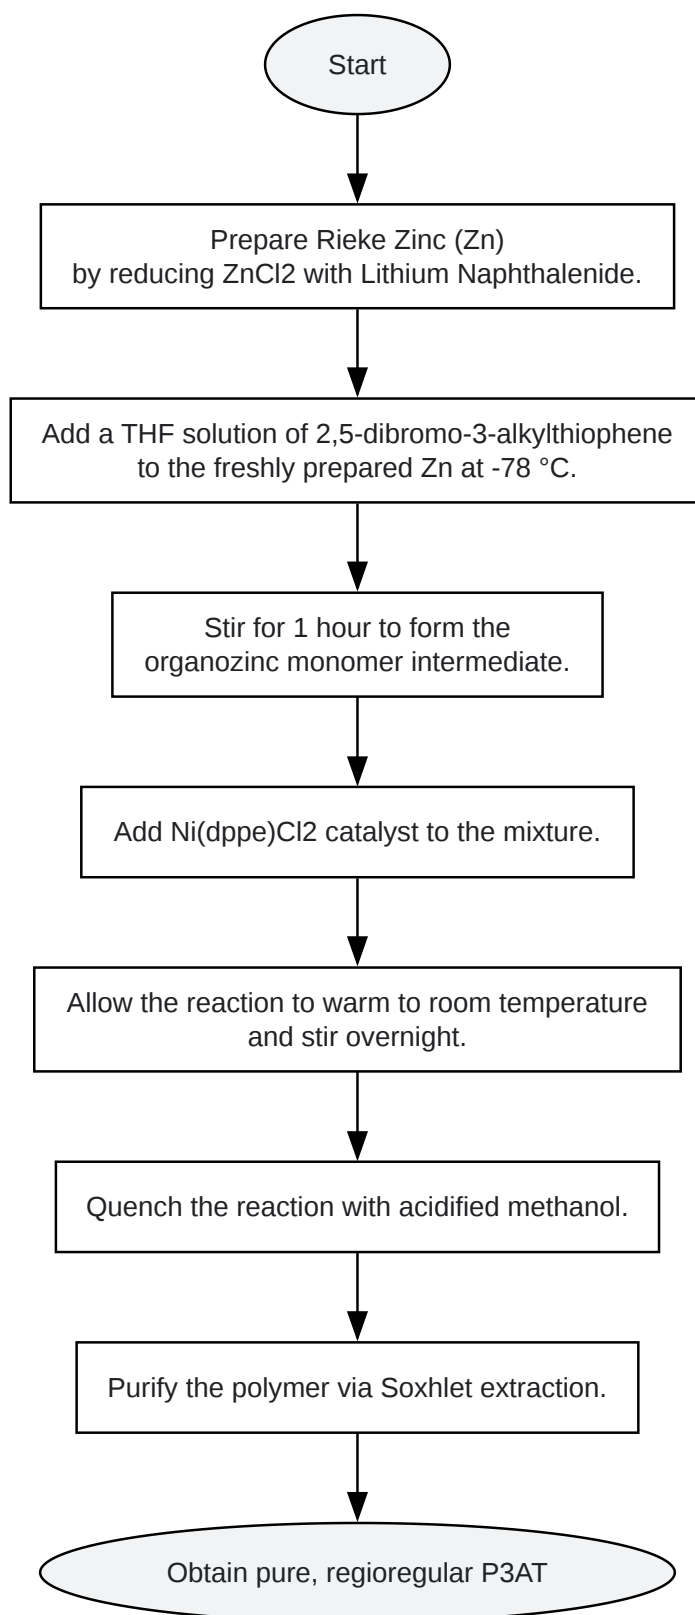 Start
Prepare Rieke Zinc (Zn)
by reducing ZnCl2 with Lithium Naphthalenide.
Add a THF solution of 2,5-dibromo-3-alkylthiophene
to the freshly prepared Zn at -78 °C.
Stir for 1 hour to form the
organozinc monomer intermediate.
Add Ni(dppe)Cl2 catalyst to the mixture.
Allow the reaction to warm to room temperature
and stir overnight.
Quench the reaction with acidified methanol.
Purify the polymer via Soxhlet extraction.
Obtain pure, regioregular P3AT